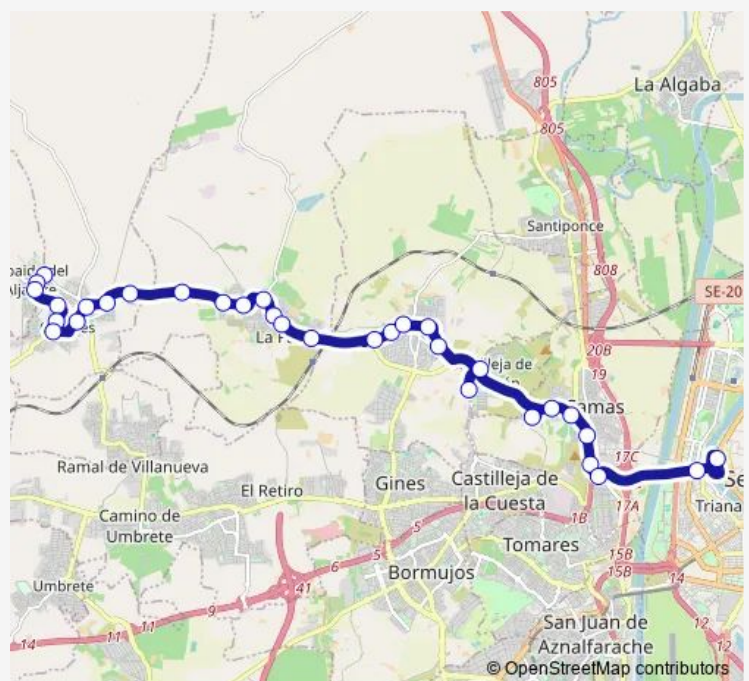 La Algaba
805
805
Santiponce
808
SE-20
20B
19
17C
17A
Triana
Ramal de Villanueva
El Retiro
Gines
Castilleja de
la Cuesta
Camino de
Umbrete
1B
Tomares
5
5
5
6
Bormujos
15B
15B
14
41
Umbrete
9
11
11
14
12
12
San Juan de
Aznalfarache
© OpenStreetMap contributors